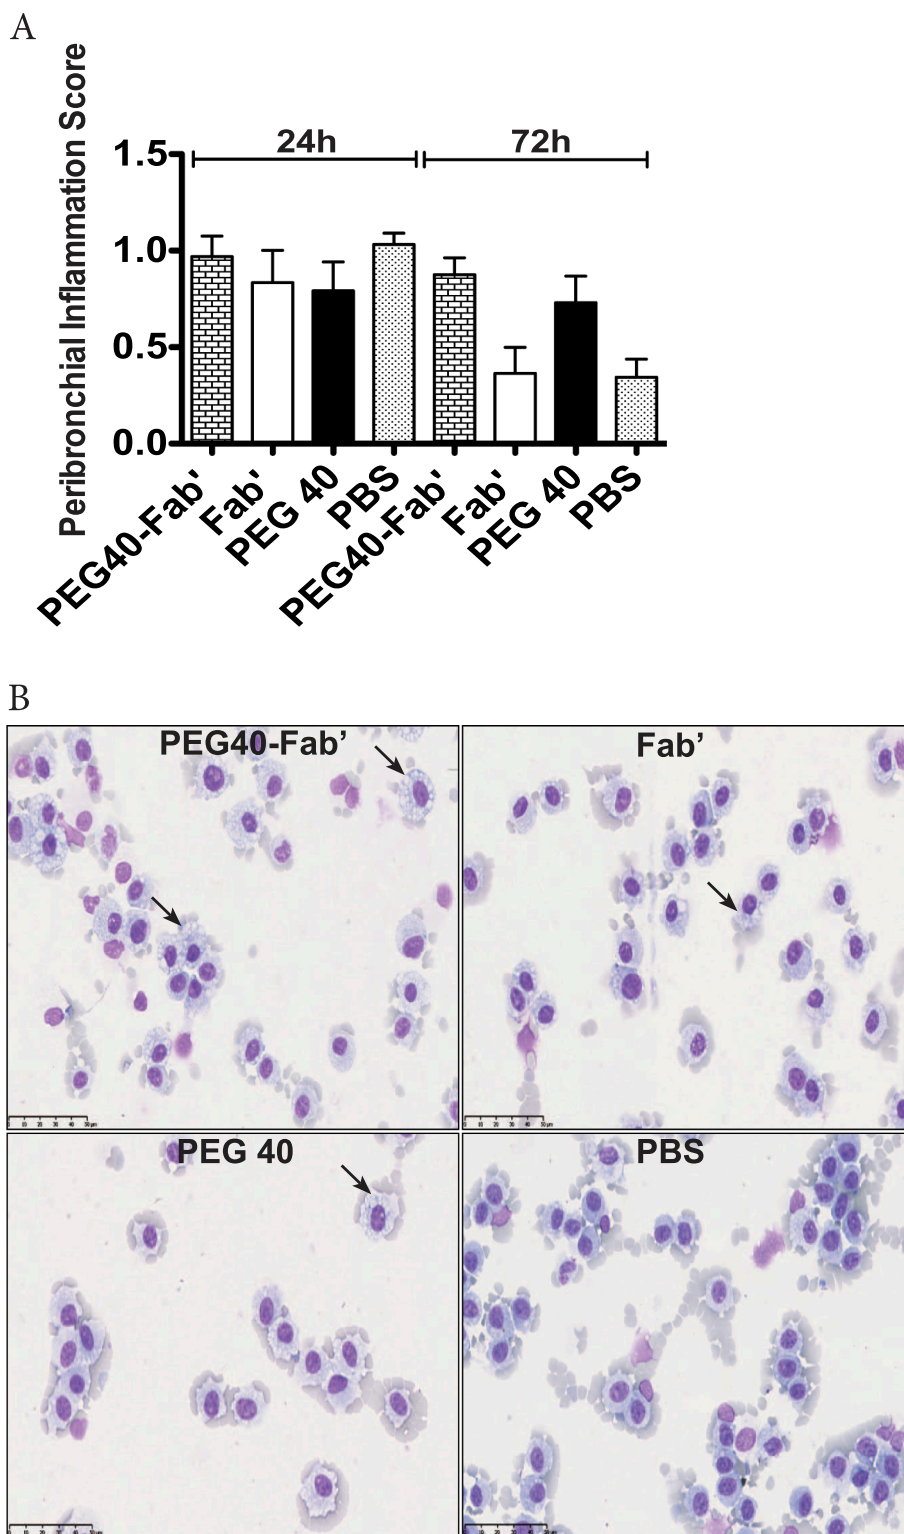 A
Peribronchial Inflammation Score
24h
72h
1.5
1.0
0.5
0.0
PEG40-Fab'
Fab'
PEG 40
PBS
PEG40-Fab'
Fab'
PEG 40
PBS
B
PEG40-Fab’
Fab’
PEG 40
PBS